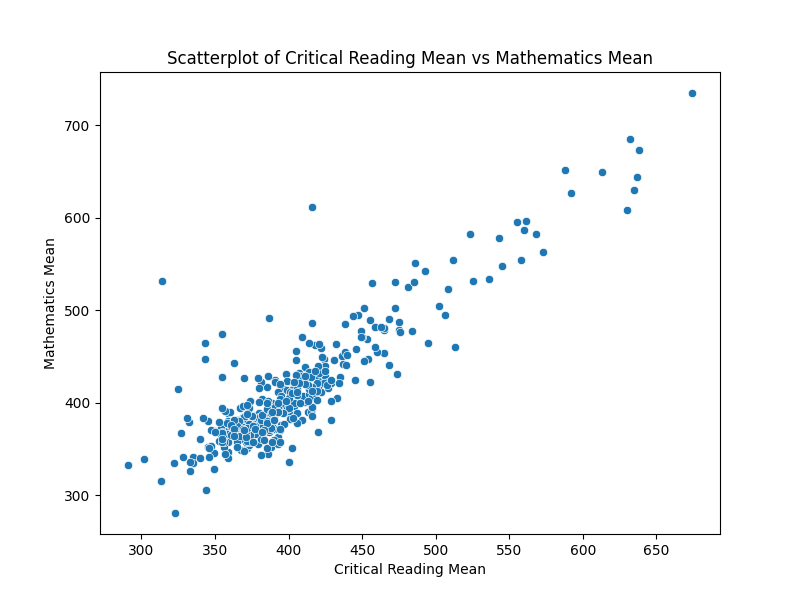 Scatterplot of Critical Reading Mean vs Mathematics Mean
700
600
500
400
300
Mathematics Mean
300 350 400 450 500 550 600 650
Critical Reading Mean